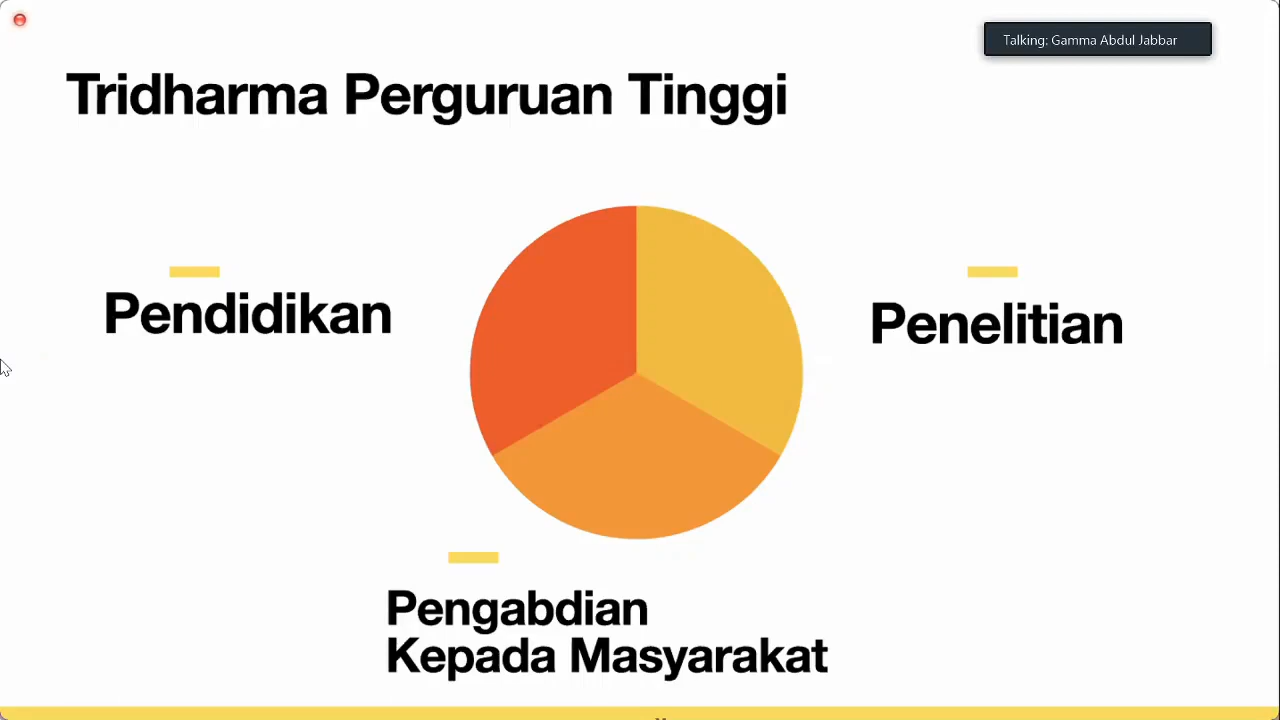 Talking: Gamma Abdul Jabbar
Tridharma Perguruan Tinggi
Pendidikan
Penelitian
Pengabdian
Kepada Masyarakat